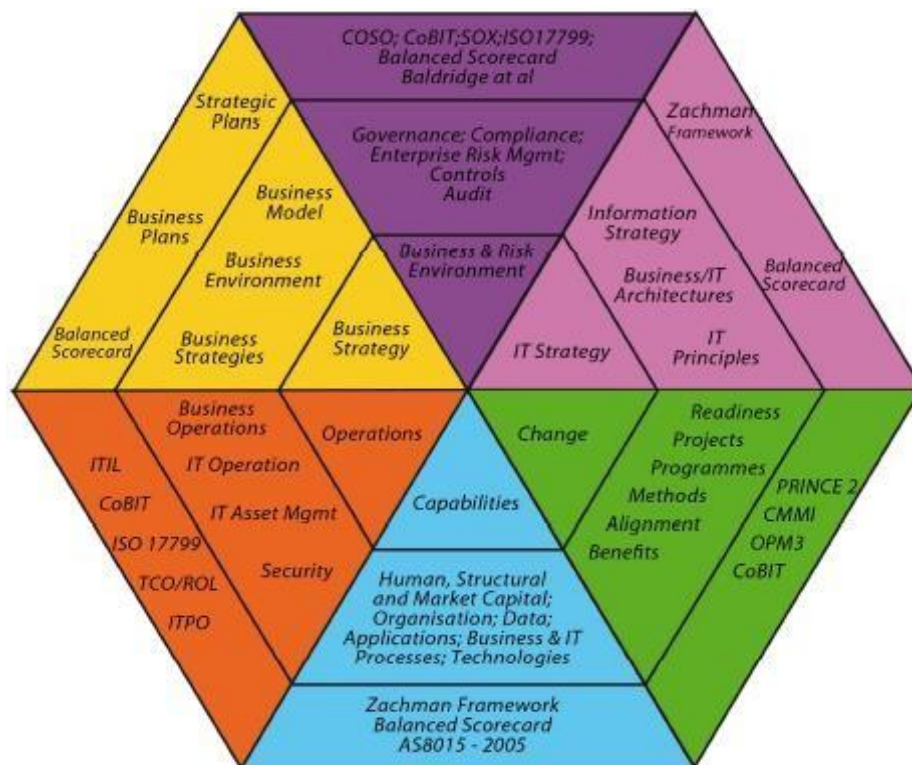 COSO; CoBIT;SOX;ISO17799;
Balanced Scorecard
Baldridge at al
Governance; Compliance;
Enterprise Risk Mgmt;
Controls
Audit
Business & Risk
Environment
Strategic
Plans
Business
Plans
Balanced
Scorecard
Business
Model
Business
Environment
Business
Strategies
Business
Strategy
Zachman
Framework
Balanced
Scorecard
Information
Strategy
Business/IT
Architectures
IT
Principles
IT Strategy
ITIL
CoBIT
ISO 17799
TCO/ROL
ITPO
Business
Operations
IT Operation
IT Asset Mgmt
Security
Operations
Capabilities
Human, Structural
and Market Capital;
Organisation; Data;
Applications; Business & IT
Processes; Technologies
Zachman Framework
Balanced Scorecard
AS8015 - 2005
Change
Readiness
Projects
Programmes
Methods
Alignment
Benefits
PRINCE 2
CMMI
OPM3
CoBIT